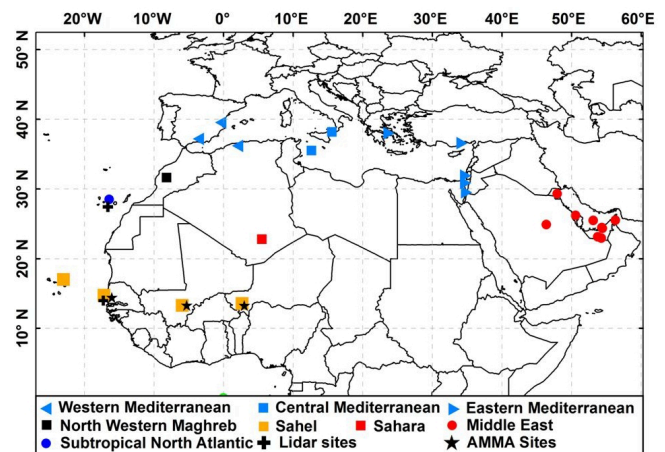 20°W 10°W 0° 10°E 20°E 30°E 40°E 50°E 60°E
50° N
40° N
30° N
20° N
10° N
Western Mediterranean Central Mediterranean Eastern Mediterranean
North Western Maghreb Sahel Sahara Middle East
Subtropical North Atlantic Lidar sites AMMA Sites